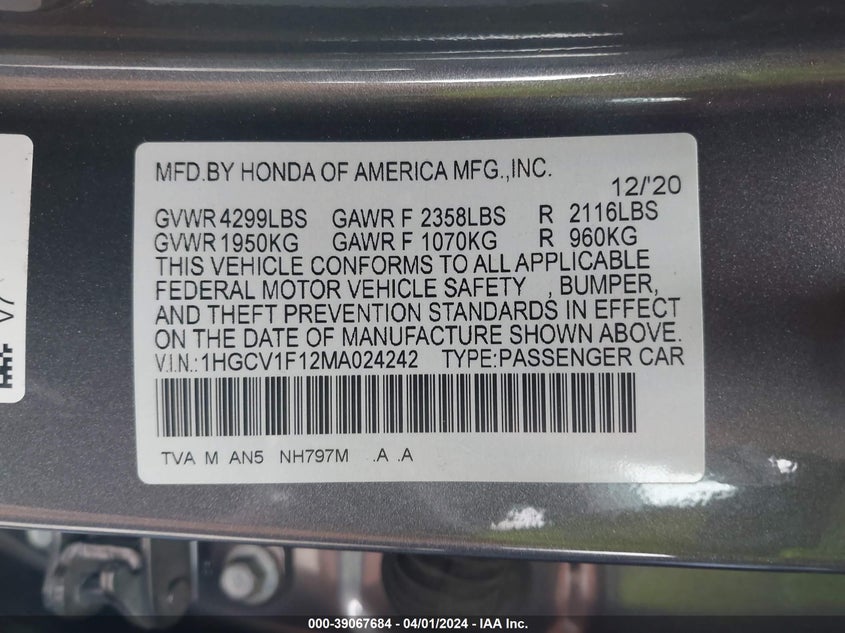 MFD.BY HONDA OF AMERICA MFG.,INC.
12/'20
GVWR 4299LBS GAWR F 2358LBS R 2116LBS
GVWR 1950KG GAWR F 1070KG R 960KG
THIS VEHICLE CONFORMS TO ALL APPLICABLE
FEDERAL MOTOR VEHICLE SAFETY , BUMPER,
AND THEFT PREVENTION STANDARDS IN EFFECT
ON THE DATE OF MANUFACTURE SHOWN ABOVE.
V.I.N.:1HGCV1F12MA024242 TYPE:PASSENGER CAR
TVA M AN5 NH797M .A .A
V7
000-39067684 / 04/01/2024 - IAA Inc.